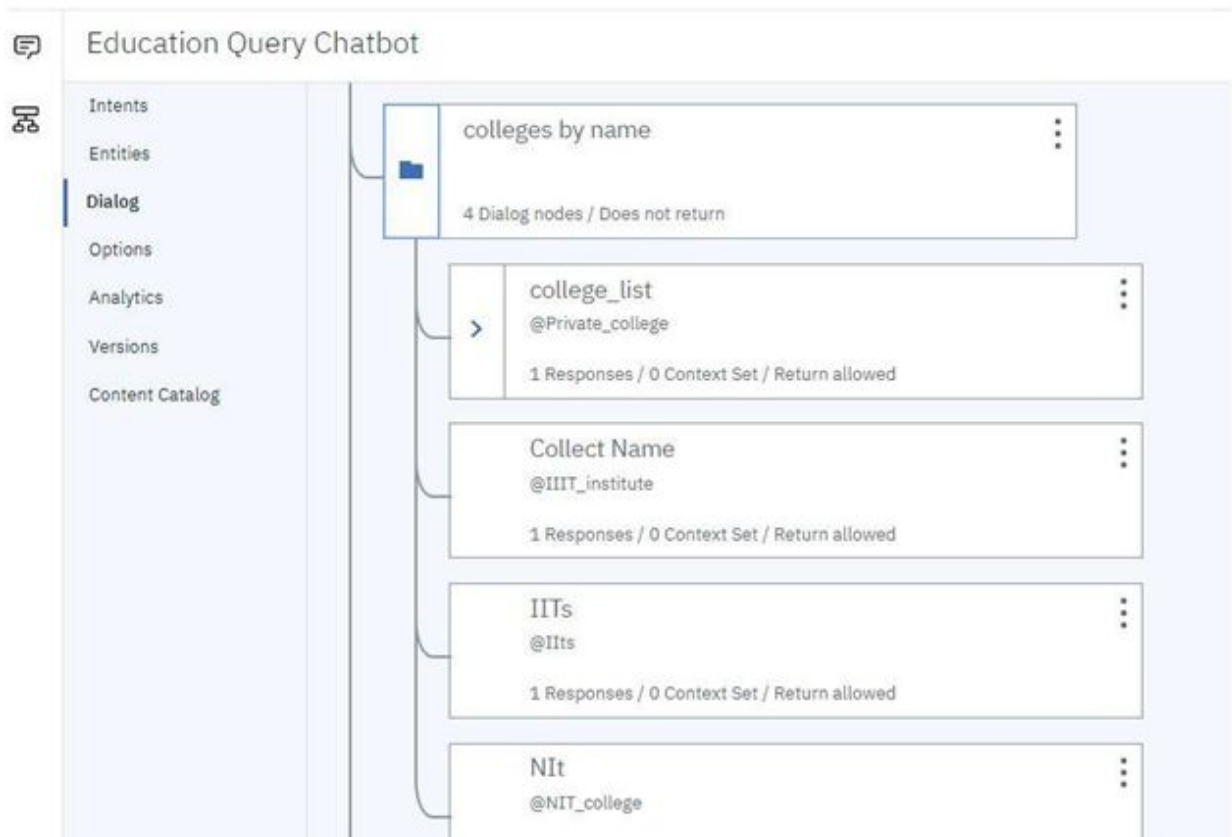 Education Query Chatbot
Intents
Entities
Dialog
Options
Analytics
Versions
Content Catalog
colleges by name
4 Dialog nodes / Does not return
college_list
@Private_college
1 Responses / 0 Context Set / Return allowed
Collect Name
@IIIT_institute
1 Responses / 0 Context Set / Return allowed
IITs
@IIts
1 Responses / 0 Context Set / Return allowed
NIt
@NIT_college